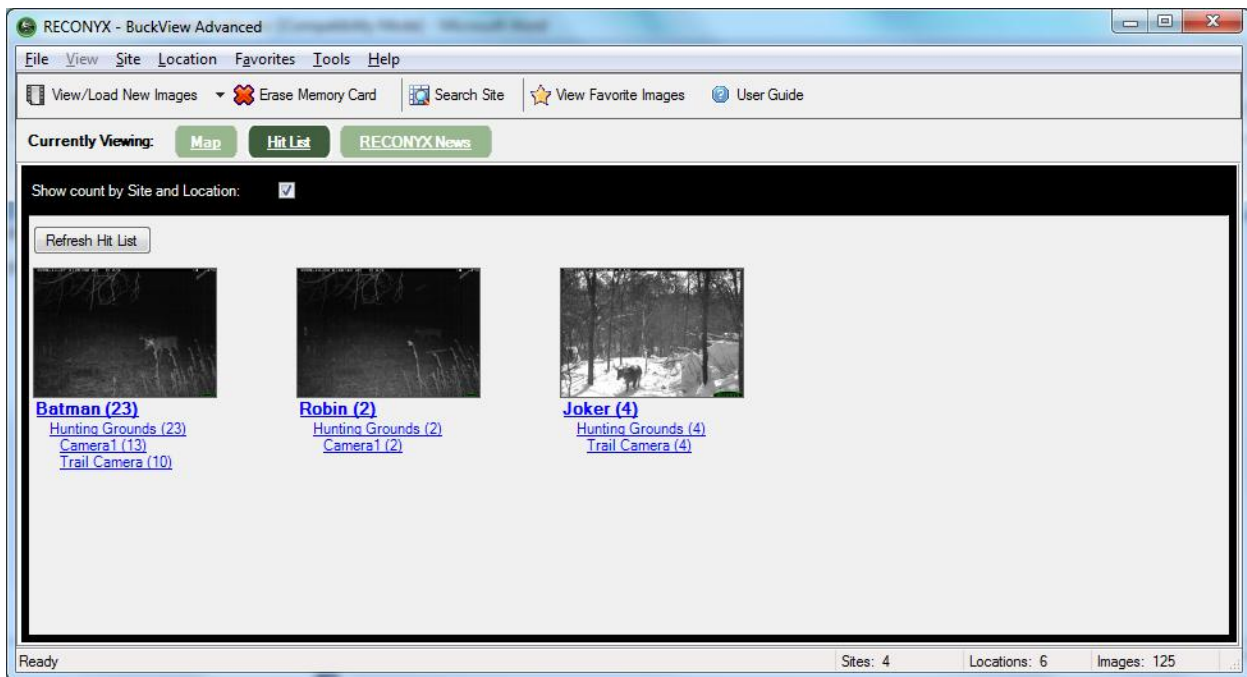 RECONYX - BuckView Advanced
File View Site Location Favorites Tools Help
View/Load New Images Erase Memory Card Search Site View Favorite Images User Guide
Currently Viewing: Map Hit List RECONYX News
Show count by Site and Location:
Refresh Hit List
Batman (23)
Hunting Grounds (23)
Camera1 (13)
Trail Camera (10)
Robin (2)
Hunting Grounds (2)
Camera1 (2)
Joker (4)
Hunting Grounds (4)
Trail Camera (4)
Ready Sites: 4 Locations: 6 Images: 125